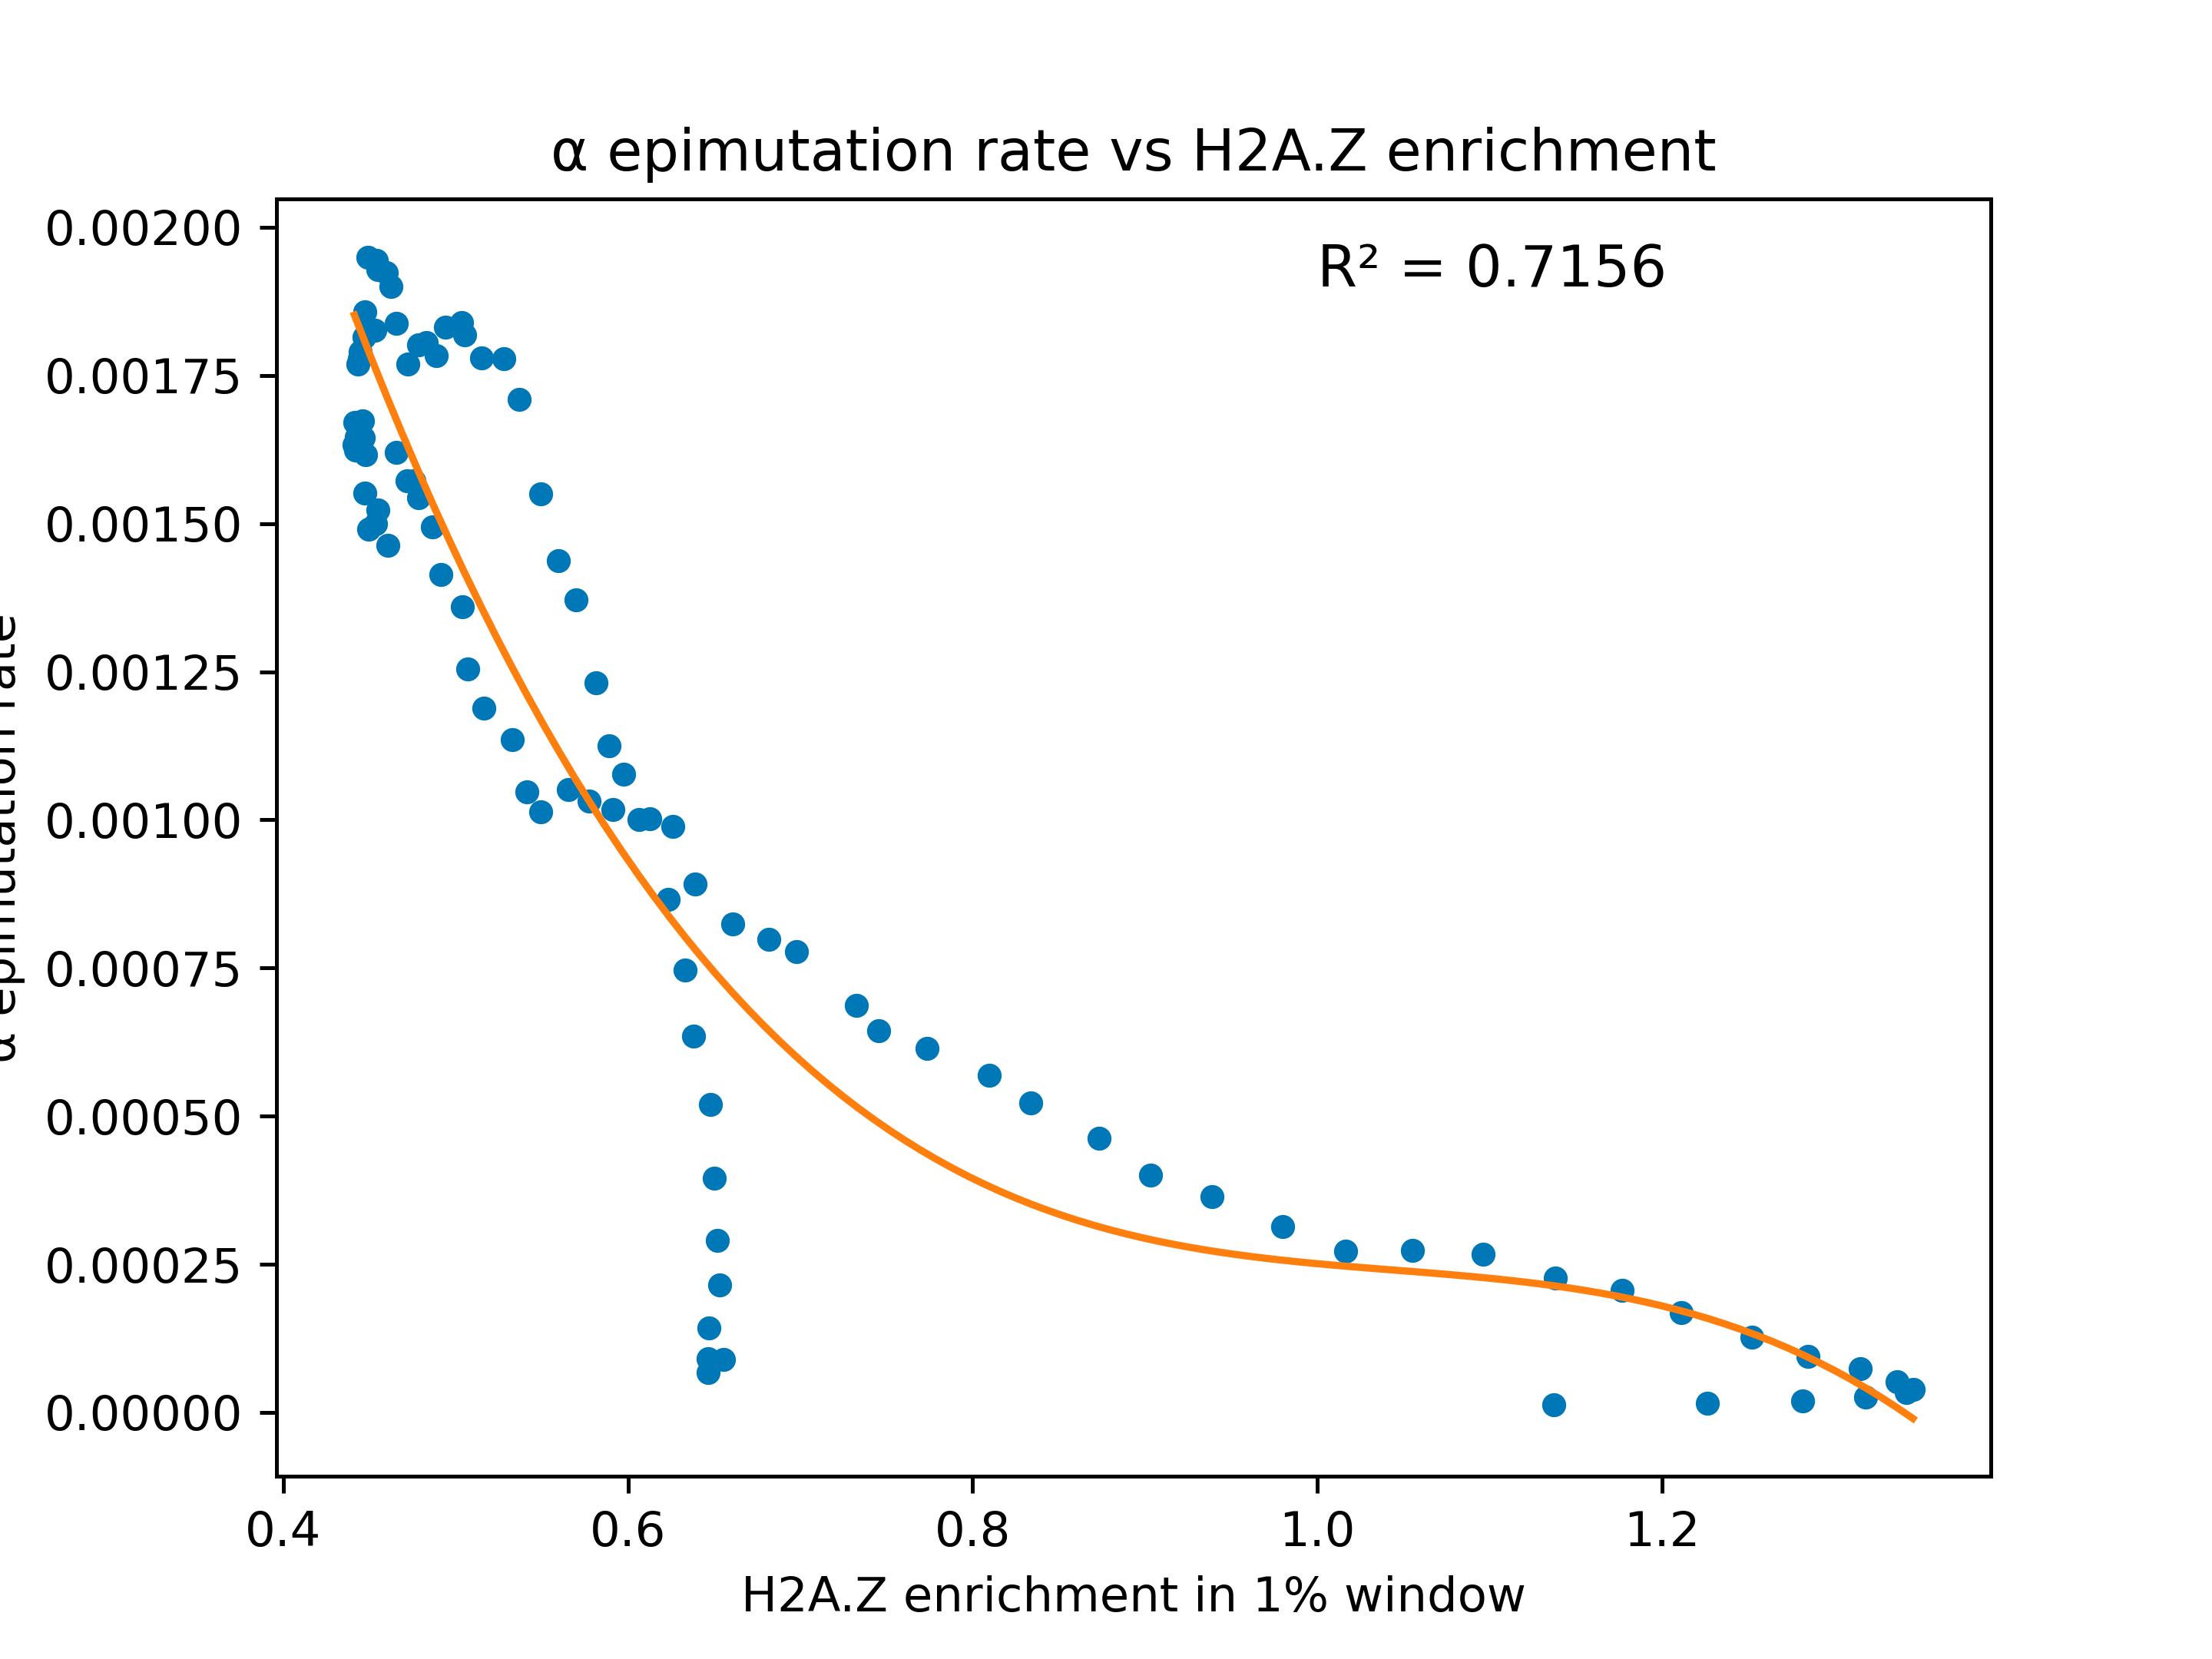 α epimutation rate vs H2A.Z enrichment
R² = 0.7156
α epimutation rate
0.00200
0.00175
0.00150
0.00125
0.00100
0.00075
0.00050
0.00025
0.00000
0.4 0.6 0.8 1.0 1.2
H2A.Z enrichment in 1% window